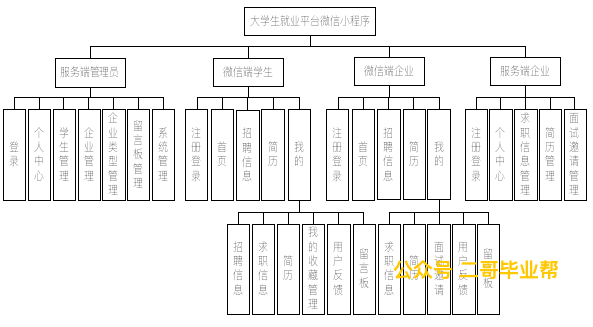 大学生就业平台微信小程序
服务端管理员
微信端学生
微信端企业
服务端企业
登录
个人中心
学生管理
企业管理
企业类型管理
留言板管理
系统管理
注册登录
首页
招聘信息
简历
我的
注册登录
首页
招聘信息
简历
我的
注册登录
个人中心
求职信息管理
简历管理
面试邀请管理
招聘信息
求职信息
简历
我的收藏管理
用户反馈
留言板
求职信息
简历
面试邀请
用户反馈
留言板
公众号 二哥毕业帮